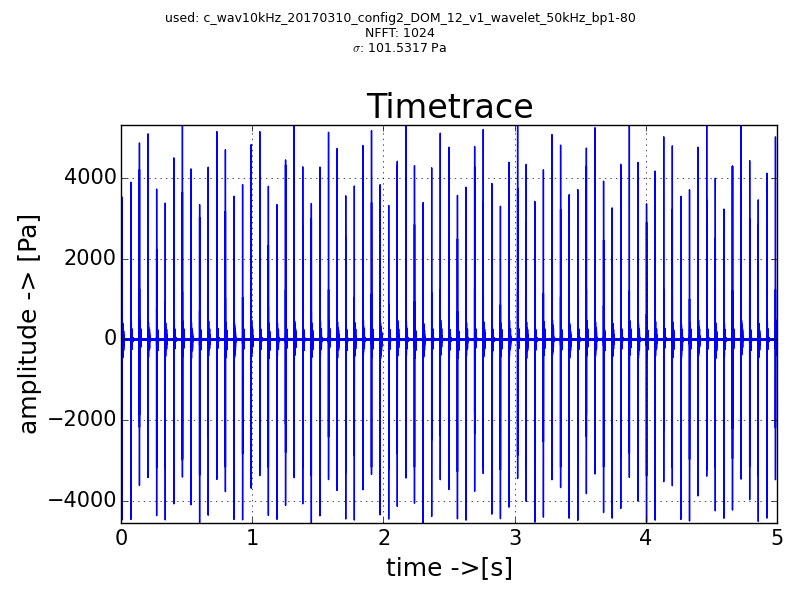 used: c_wav10kHz_20170310_config2_DOM_12_v1_wavelet_50kHz_bp1-80
NFFT: 1024
σ: 101.5317 Pa
Timetrace
4000
2000
0
−2000
−4000
amplitude -> [Pa]
0 1 2 3 4 5
time ->[s]